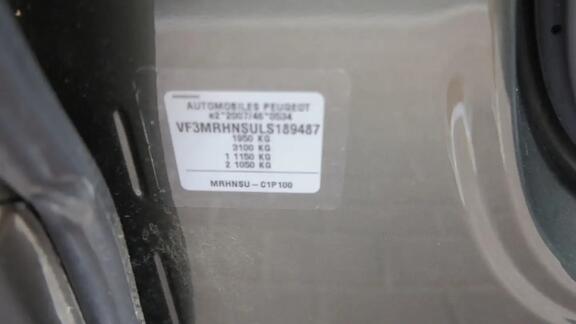 AUTOMOBILES PEUGEOT
e2*2007/46*0534
VF3MRHNSULS189487
1950 KG
3100 KG
1 1150 KG
2 1050 KG
MRHNSU-C1P100